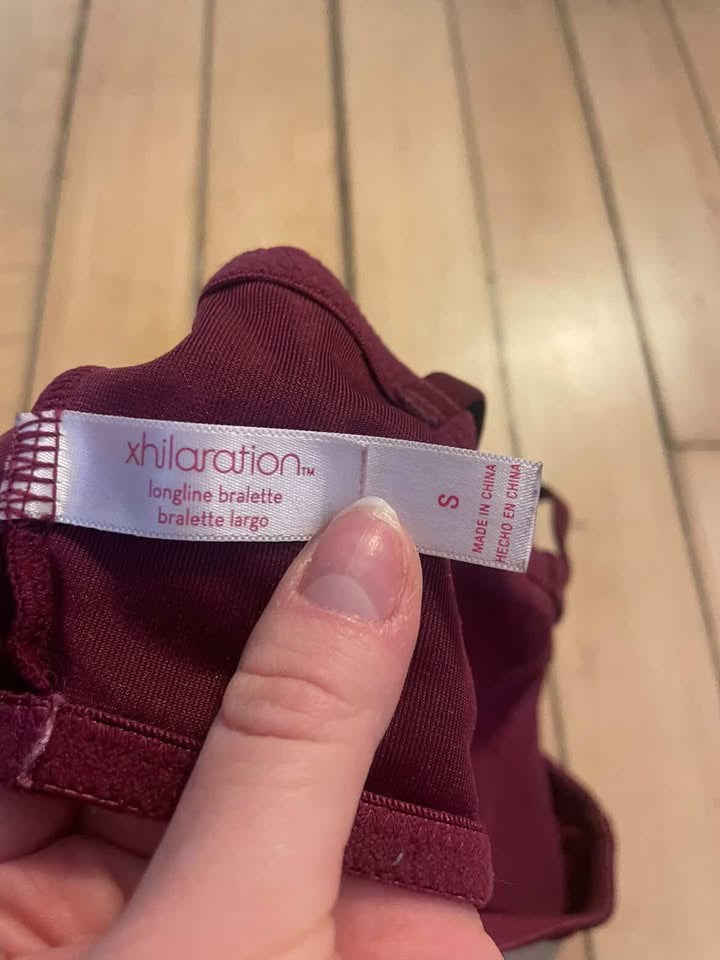 xhilaration™
longline bralette
bralette largo
S
MADE IN CHINA
HECHO EN CHINA